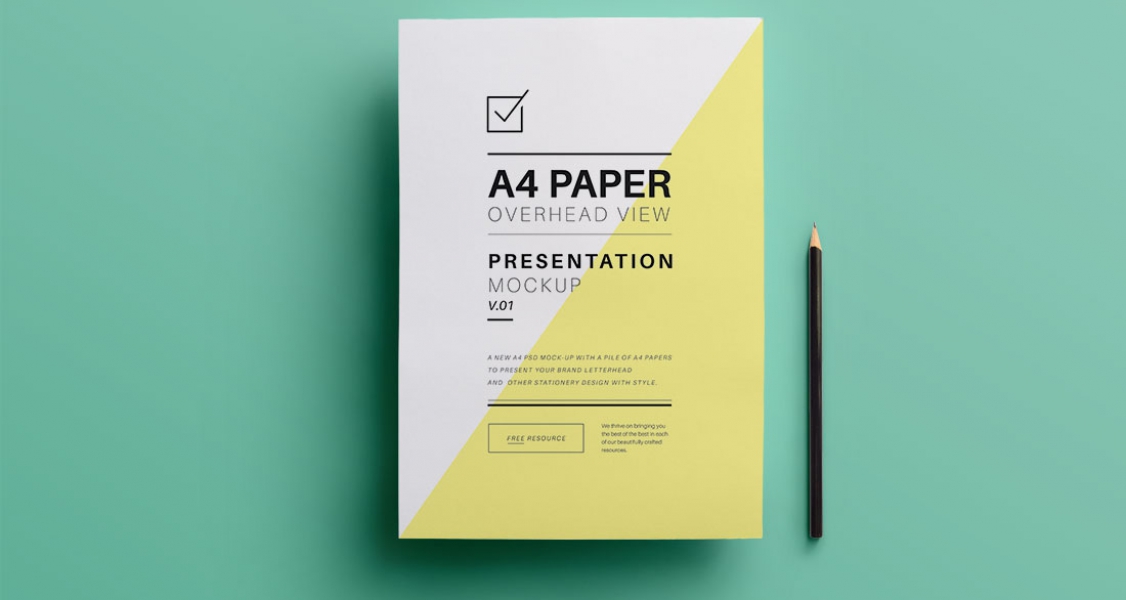 A4 PAPER
OVERHEAD VIEW
PRESENTATION
MOCKUP
V.01
A NEW A4 PSD MOCK-UP WITH A PILE OF A4 PAPERS
TO PRESENT YOUR BRAND LETTERHEAD
AND OTHER STATIONERY DESIGN WITH STYLE.
FREE RESOURCE
We thrive on bringing you
the best of the best in each
of our beautifully crafted
resources.